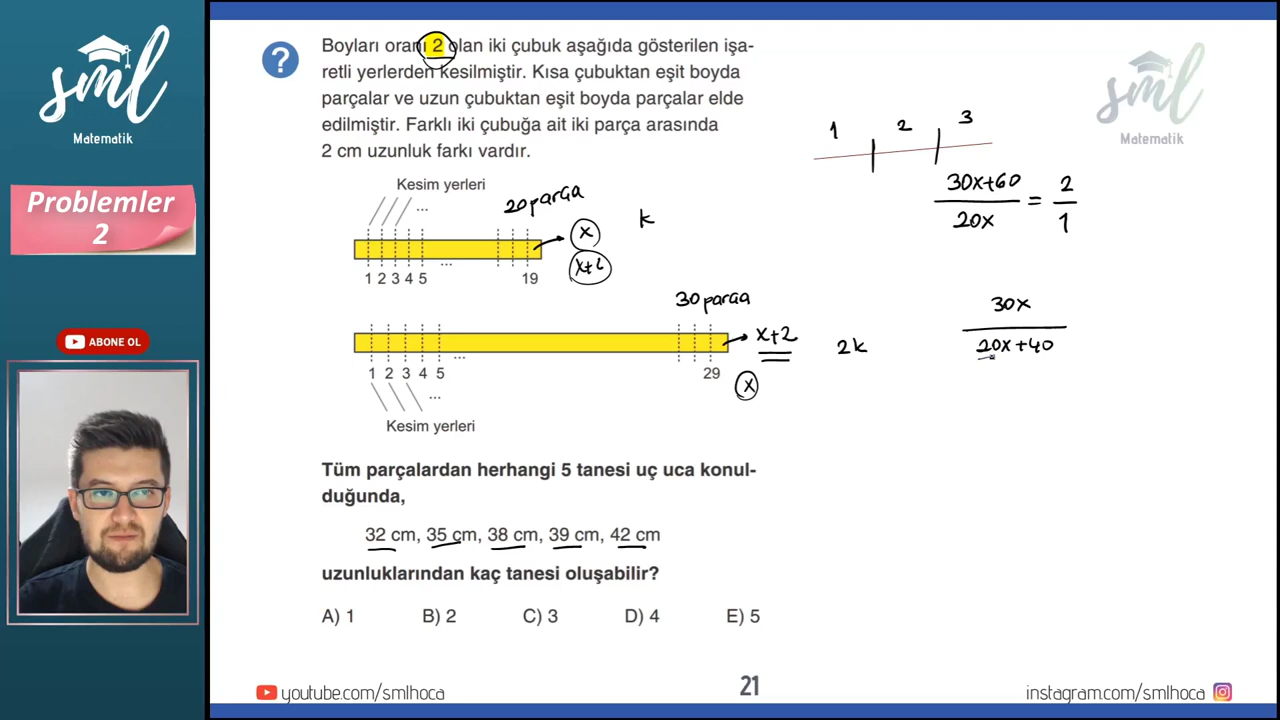 sml
Matematik
Problemler
2
ABONE OL
Boyları oranı 2 olan iki çubuk aşağıda gösterilen işa-
retli yerlerden kesilmiştir. Kısa çubuktan eşit boyda
parçalar ve uzun çubuktan eşit boyda parçalar elde
edilmiştir. Farklı iki çubuğa ait iki parça arasında
2 cm uzunluk farkı vardır.
sml
Matematik
1 2 3
30x+60 / 20x = 2 / 1
Kesim yerleri
...
20 parça
x
k
x+2
...
1 2 3 4 5 19
30 parça
x+2
2k
30x
20x+40
...
1 2 3 4 5 29
x
...
Kesim yerleri
Tüm parçalardan herhangi 5 tanesi uç uca konul-
duğunda,
32 cm, 35 cm, 38 cm, 39 cm, 42 cm
uzunluklarından kaç tanesi oluşabilir?
A) 1 B) 2 C) 3 D) 4 E) 5
youtube.com/smlhoca
21
instagram.com/smlhoca